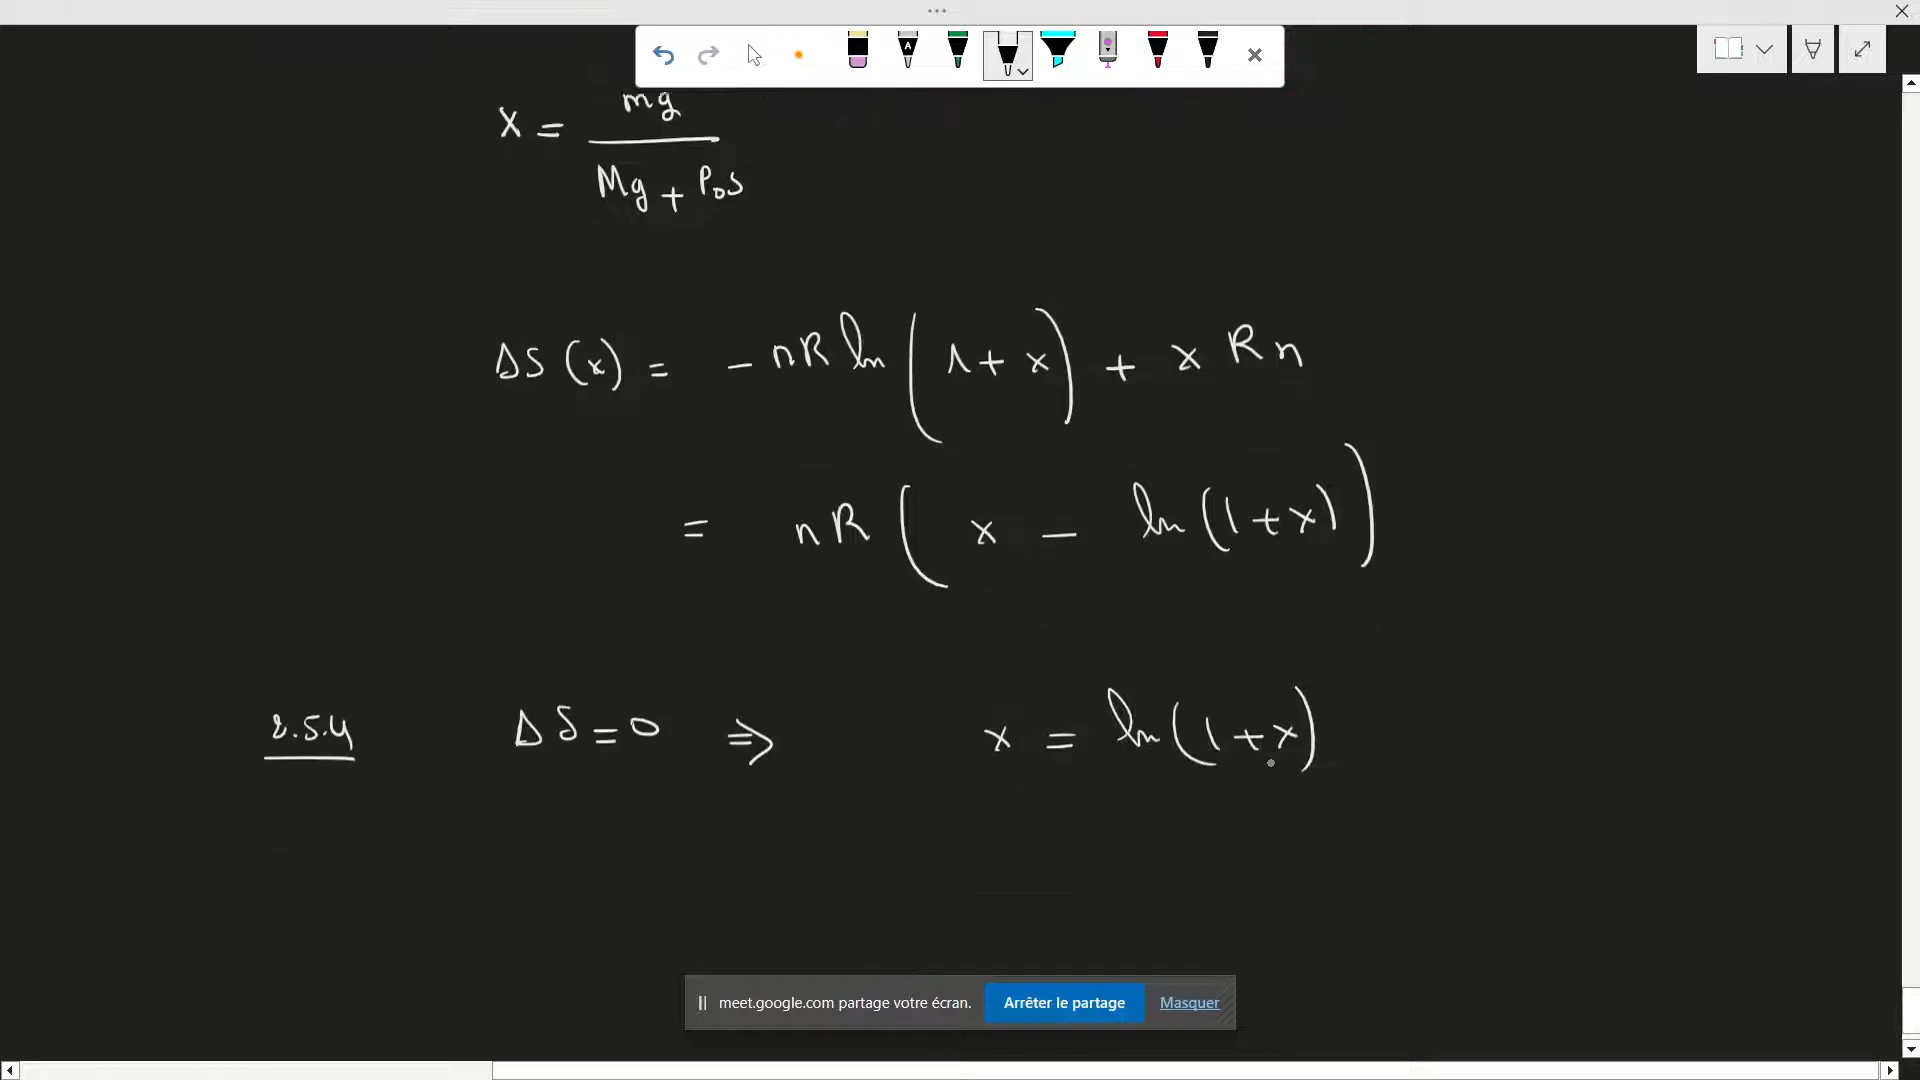 A
x = mg / (Mg + P₀S)
ΔS (x) = - nR ln (1 + x) + x R n
= nR ( x - ln (1 + x) )
2.5.4 ΔS = 0 ⇒ x = ln (1 + x)
meet.google.com partage votre écran. Arrêter le partage Masquer